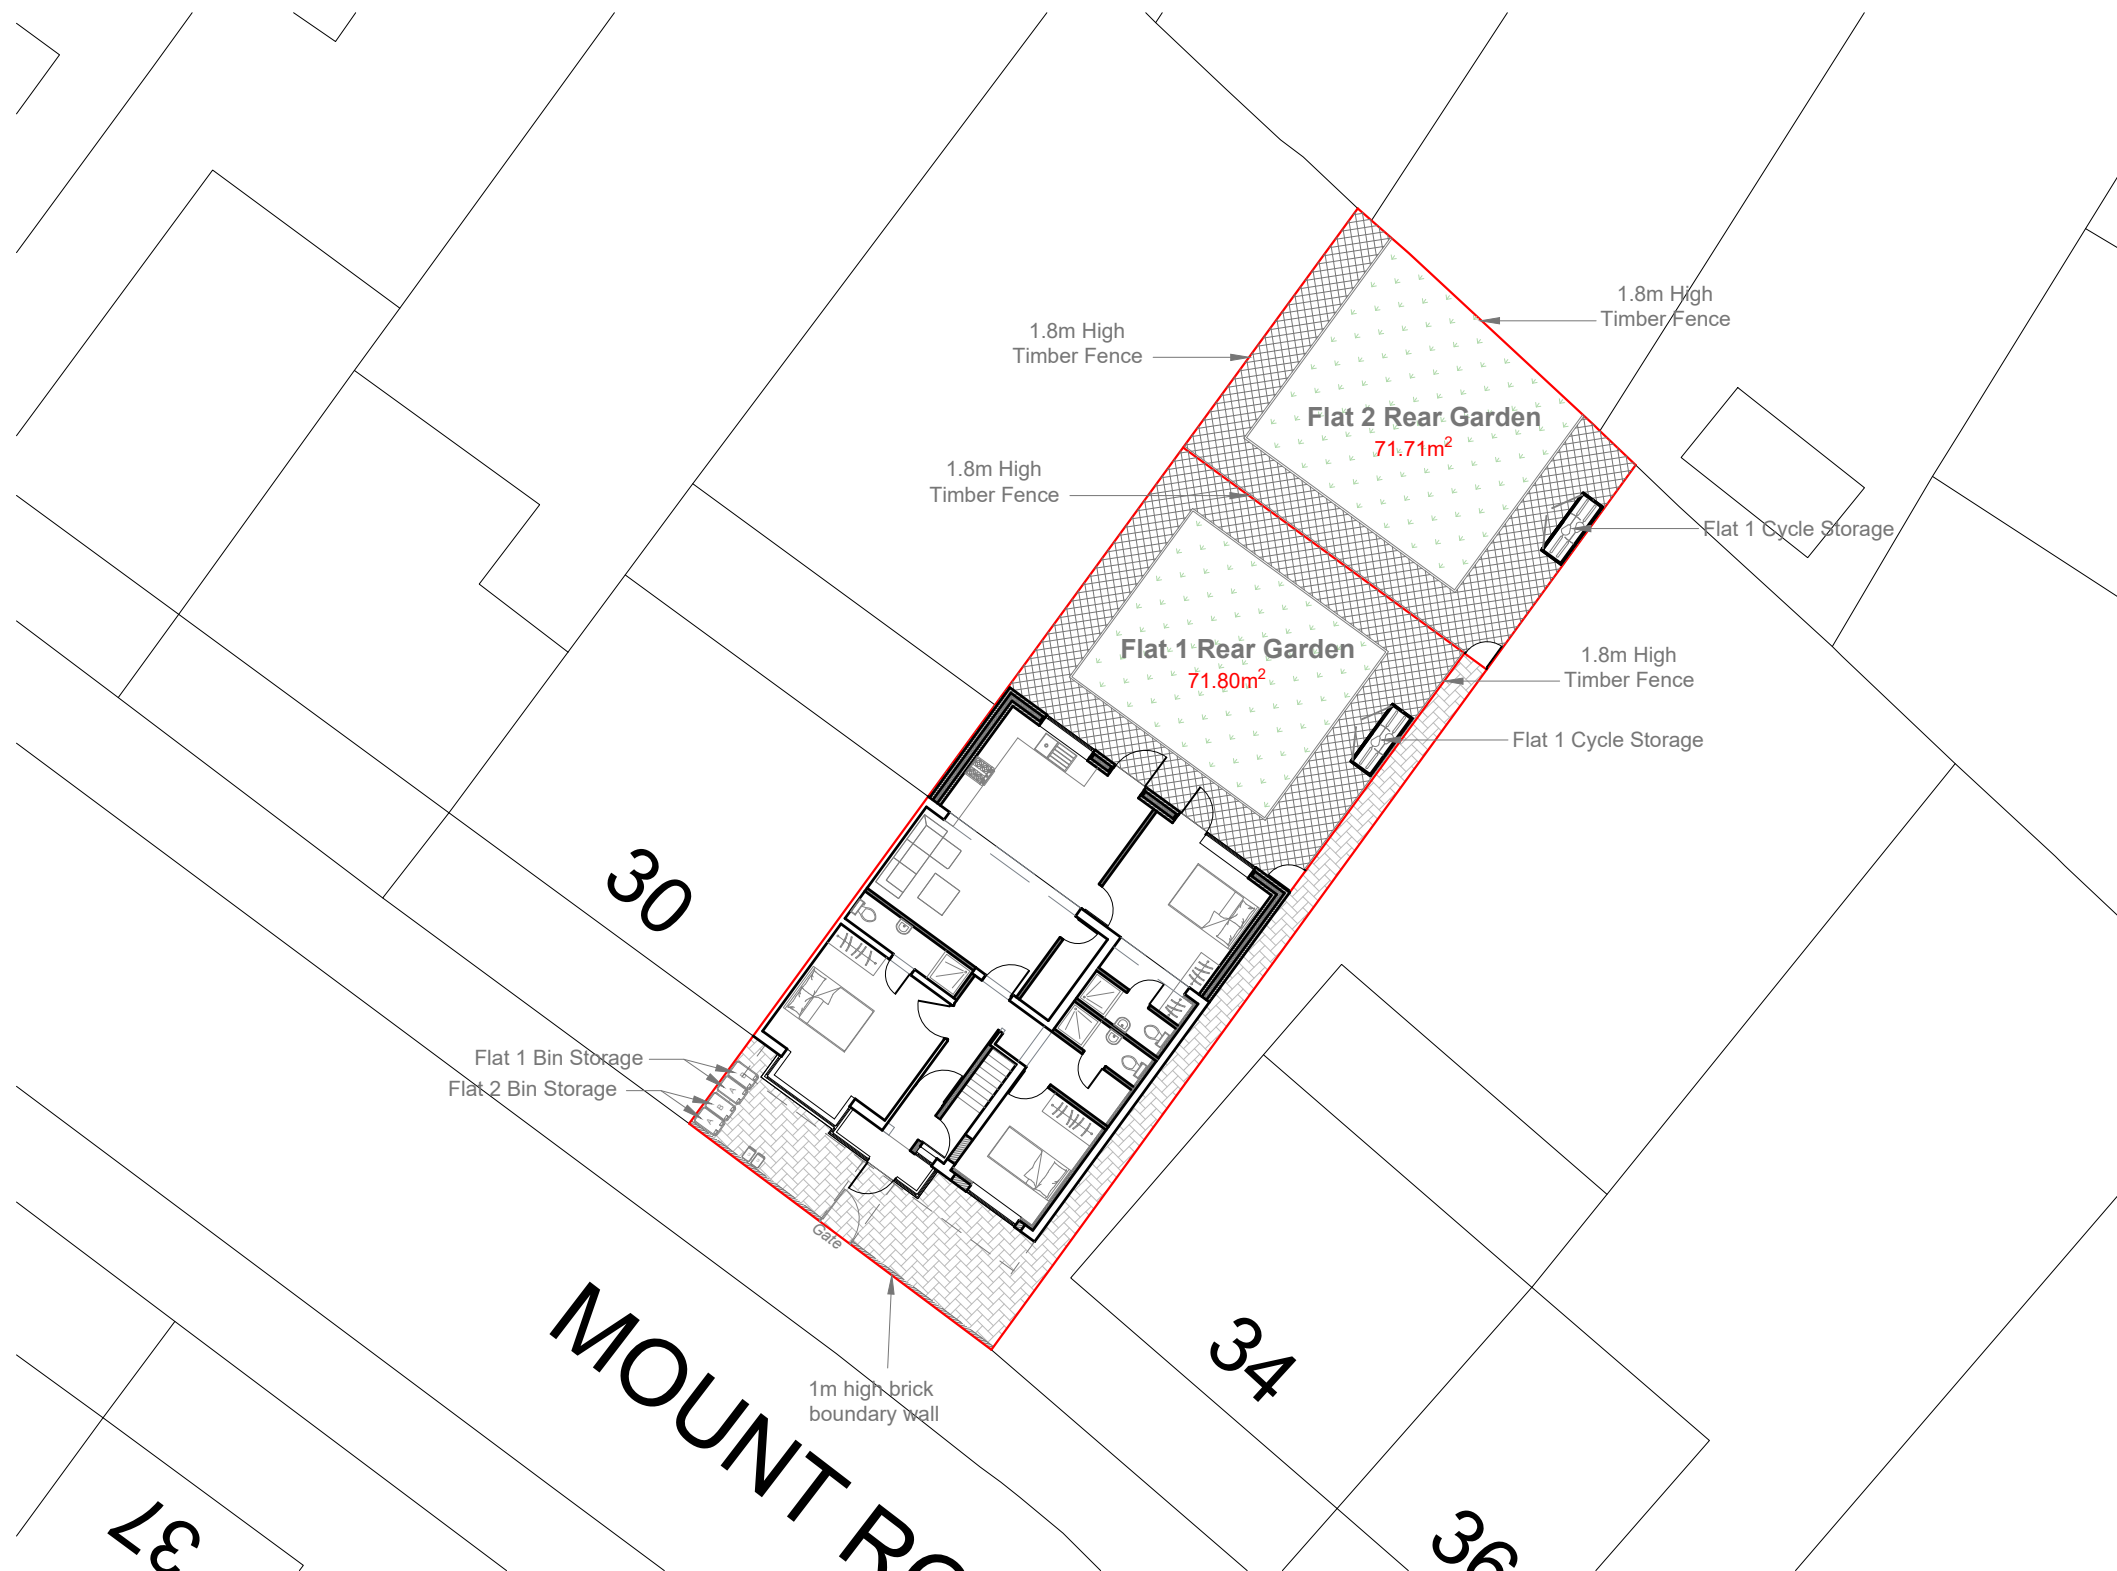 1.8m High
Timber Fence
1.8m High
Timber Fence
Flat 2 Rear Garden
71.71m²
1.8m High
Timber Fence
Flat 1 Cycle Storage
Flat 1 Rear Garden
71.80m²
1.8m High
Timber Fence
Flat 1 Cycle Storage
30
Flat 1 Bin Storage
Flat 2 Bin Storage
A
B
A
Gate
34
1m high brick
boundary wall
MOUNT RO
37
36